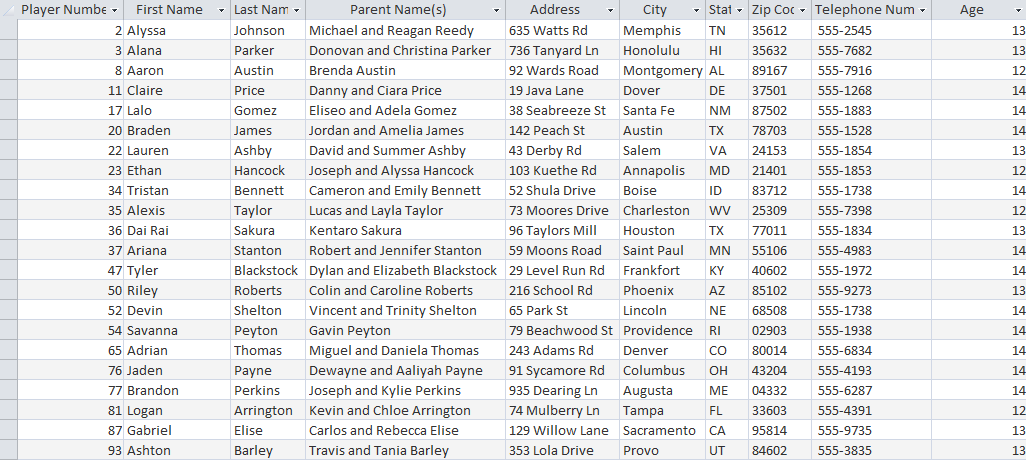 Player Numbe First Name Last Nam Parent Name(s) Address City Stat Zip Coc Telephone Num Age
2 Alyssa Johnson Michael and Reagan Reedy 635 Watts Rd Memphis TN 35612 555-2545 13
3 Alana Parker Donovan and Christina Parker 736 Tanyard Ln Honolulu HI 35632 555-7682 13
8 Aaron Austin Brenda Austin 92 Wards Road Montgomery AL 89167 555-7916 12
11 Claire Price Danny and Ciara Price 19 Java Lane Dover DE 37501 555-1268 14
17 Lalo Gomez Eliseo and Adela Gomez 38 Seabreeze St Santa Fe NM 87502 555-1883 14
20 Braden James Jordan and Amelia James 142 Peach St Austin TX 78703 555-1528 14
22 Lauren Ashby David and Summer Ashby 43 Derby Rd Salem VA 24153 555-1854 13
23 Ethan Hancock Joseph and Alyssa Hancock 103 Kuethe Rd Annapolis MD 21401 555-1853 12
34 Tristan Bennett Cameron and Emily Bennett 52 Shula Drive Boise ID 83712 555-1738 14
35 Alexis Taylor Lucas and Layla Taylor 73 Moores Drive Charleston WV 25309 555-7398 12
36 Dai Rai Sakura Kentaro Sakura 96 Taylors Mill Houston TX 77011 555-1834 13
37 Ariana Stanton Robert and Jennifer Stanton 59 Moons Road Saint Paul MN 55106 555-4983 14
47 Tyler Blackstock Dylan and Elizabeth Blackstock 29 Level Run Rd Frankfort KY 40602 555-1972 14
50 Riley Roberts Colin and Caroline Roberts 216 School Rd Phoenix AZ 85102 555-9273 13
52 Devin Shelton Vincent and Trinity Shelton 65 Park St Lincoln NE 68508 555-1738 14
54 Savanna Peyton Gavin Peyton 79 Beachwood St Providence RI 02903 555-1938 14
65 Adrian Thomas Miguel and Daniela Thomas 243 Adams Rd Denver CO 80014 555-6834 14
76 Jaden Payne Dewayne and Aaliyah Payne 91 Sycamore Rd Columbus OH 43204 555-4193 14
77 Brandon Perkins Joseph and Kylie Perkins 935 Dearing Ln Augusta ME 04332 555-6287 14
81 Logan Arrington Kevin and Chloe Arrington 74 Mulberry Ln Tampa FL 33603 555-4391 12
87 Gabriel Elise Carlos and Rebecca Elise 129 Willow Lane Sacramento CA 95814 555-9735 13
93 Ashton Barley Travis and Tania Barley 353 Lola Drive Provo UT 84602 555-3835 13